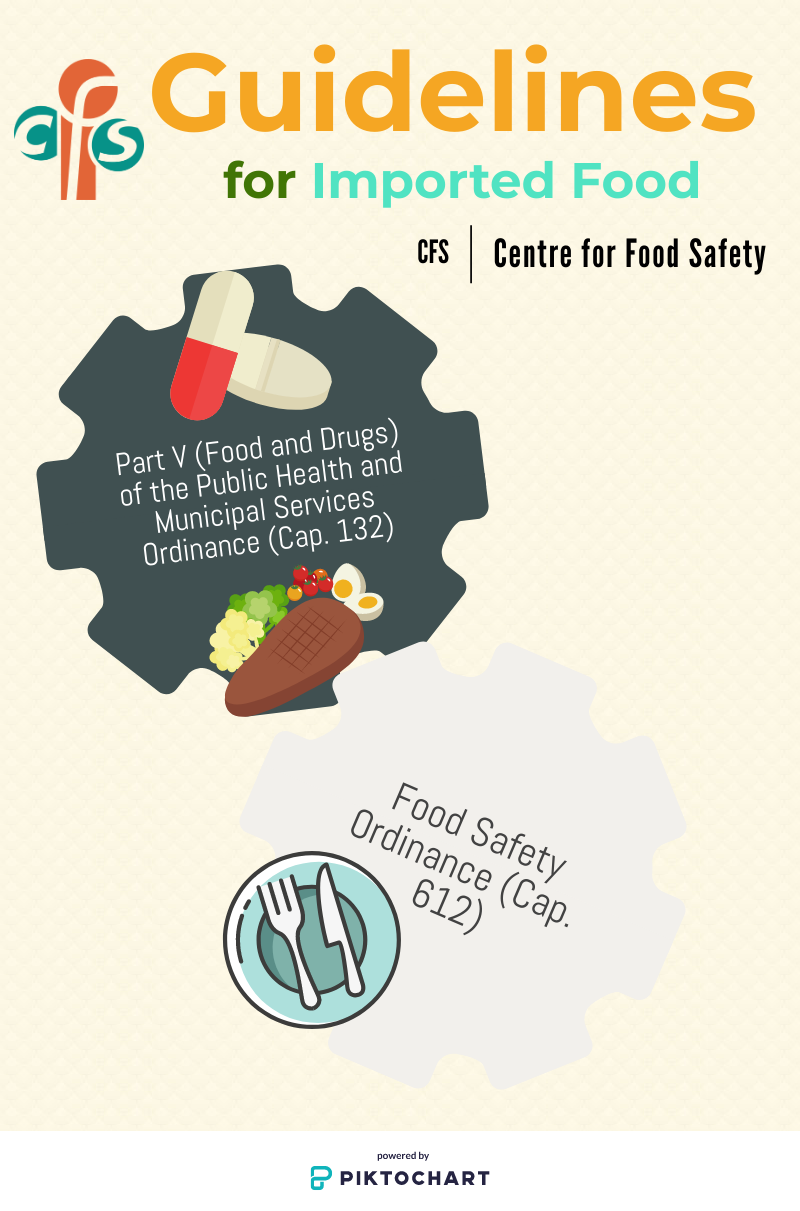 cfs
Guidelines
for Imported Food
CFS
Centre for Food Safety
Part V (Food and Drugs)
of the Public Health and
Municipal Services
Ordinance (Cap. 132)
Food Safety
Ordinance (Cap.
612)
powered by
PIKTOCHART